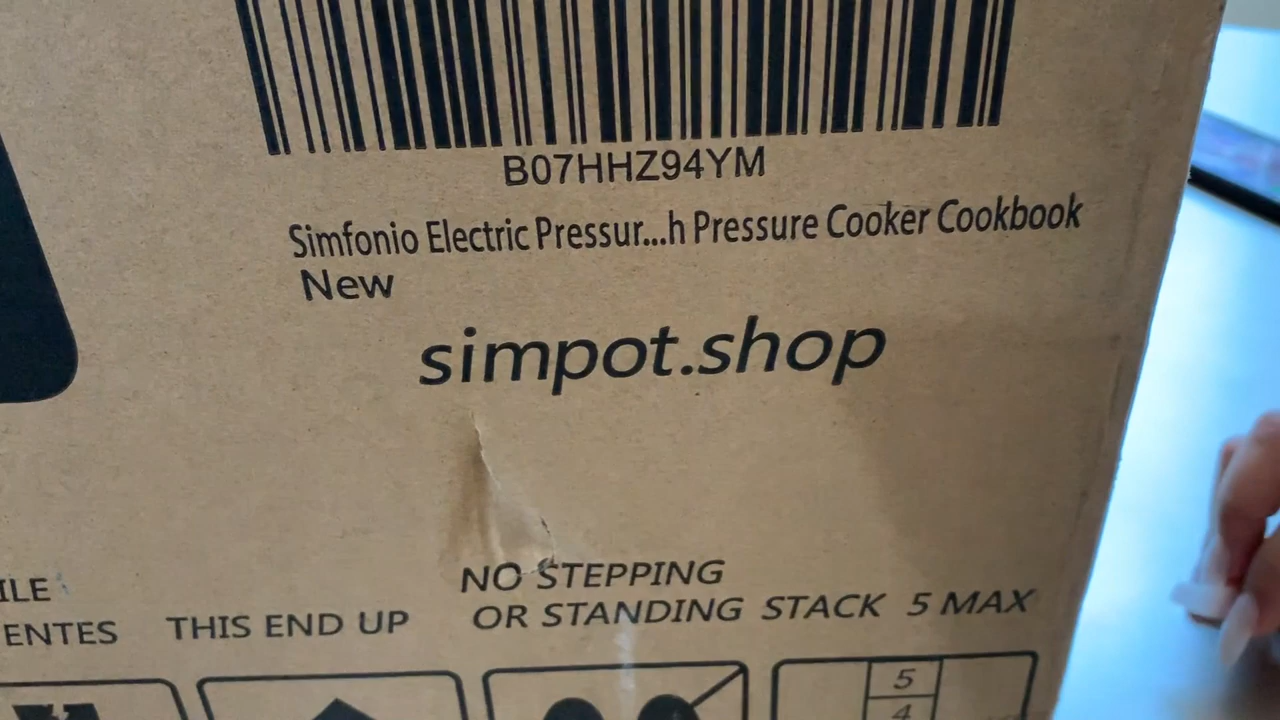 B07HHZ94YM
Simfonio Electric Pressur...h Pressure Cooker Cookbook
New
simpot.shop
NO STEPPING
ILE
ENTES THIS END UP OR STANDING STACK 5 MAX
5
4